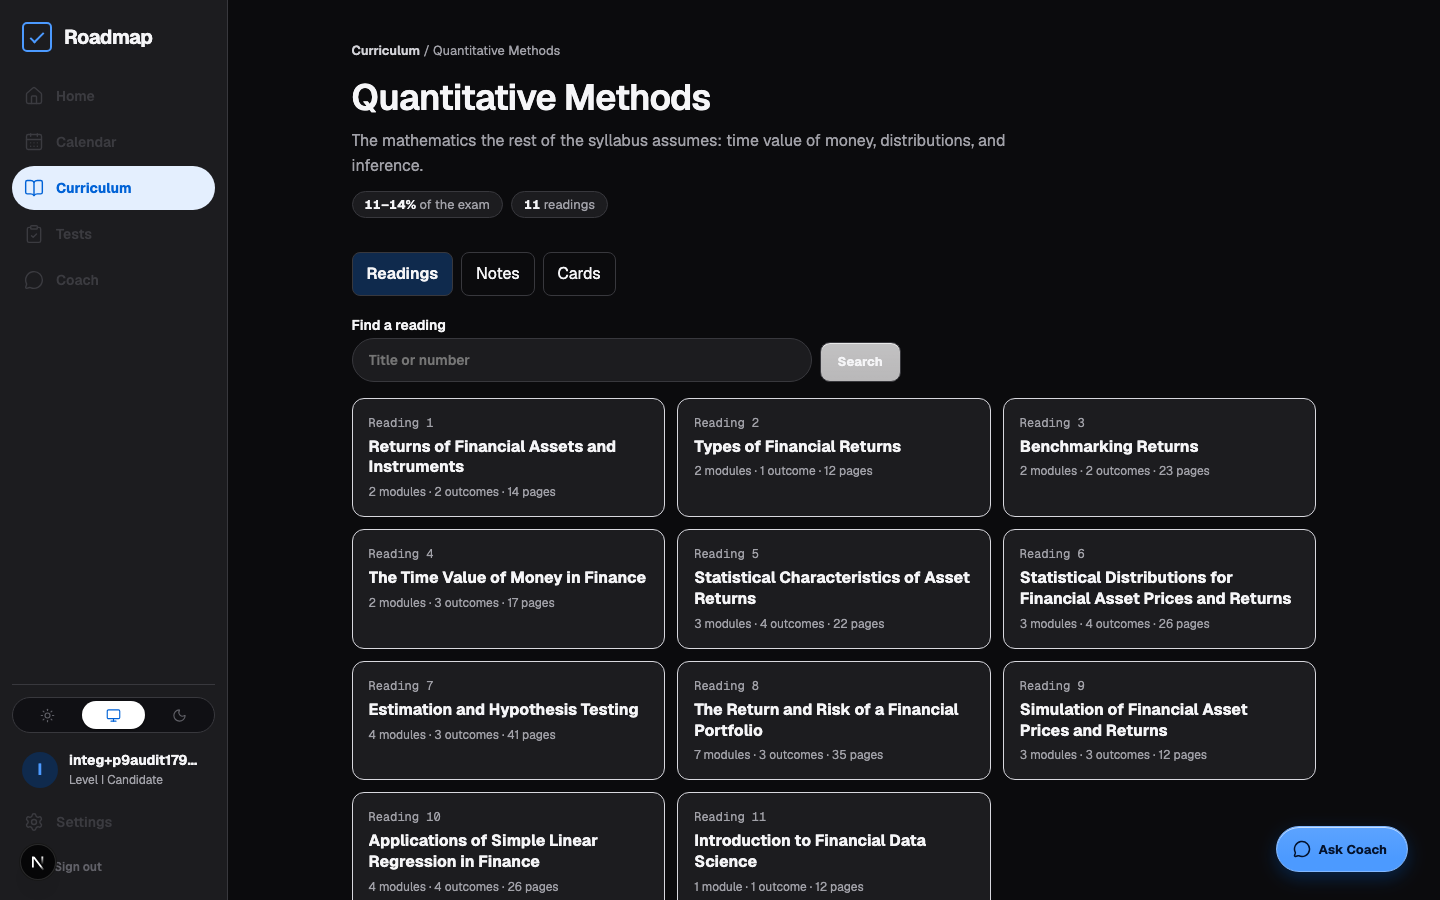 Roadmap
Home
Calendar
Curriculum
Tests
Coach
integ+p9audit179...
Level I Candidate
I
Settings
N
Sign out
Curriculum / Quantitative Methods
Quantitative Methods
The mathematics the rest of the syllabus assumes: time value of money, distributions, and
inference.
11–14% of the exam
11 readings
Readings
Notes
Cards
Find a reading
Title or number
Search
Reading 1
Returns of Financial Assets and
Instruments
2 modules · 2 outcomes · 14 pages
Reading 2
Types of Financial Returns
2 modules · 1 outcome · 12 pages
Reading 3
Benchmarking Returns
2 modules · 2 outcomes · 23 pages
Reading 4
The Time Value of Money in Finance
2 modules · 3 outcomes · 17 pages
Reading 5
Statistical Characteristics of Asset
Returns
3 modules · 4 outcomes · 22 pages
Reading 6
Statistical Distributions for
Financial Asset Prices and Returns
3 modules · 4 outcomes · 26 pages
Reading 7
Estimation and Hypothesis Testing
4 modules · 3 outcomes · 41 pages
Reading 8
The Return and Risk of a Financial
Portfolio
7 modules · 3 outcomes · 35 pages
Reading 9
Simulation of Financial Asset
Prices and Returns
3 modules · 3 outcomes · 12 pages
Reading 10
Applications of Simple Linear
Regression in Finance
4 modules · 4 outcomes · 26 pages
Reading 11
Introduction to Financial Data
Science
1 module · 1 outcome · 12 pages
Ask Coach